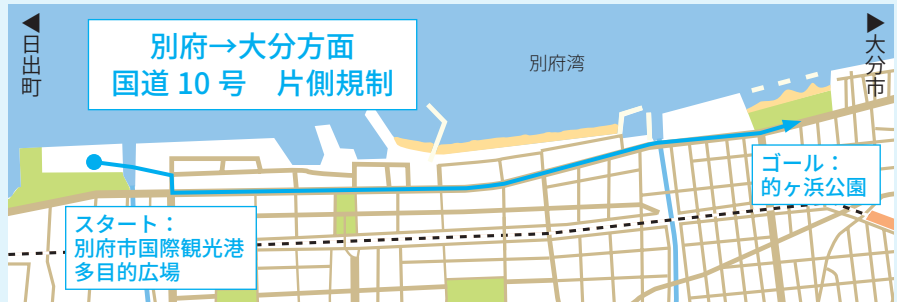 ◀日出町
別府→大分方面
国道 10 号　片側規制
別府湾
▶大分市
ゴール：
的ヶ浜公園
スタート：
別府市国際観光港
多目的広場